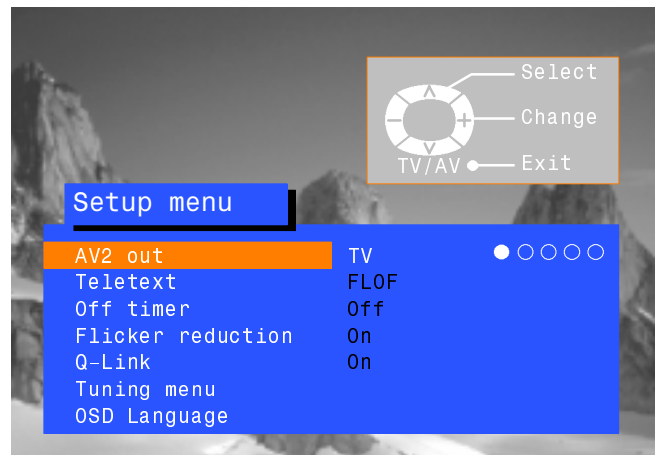 Select
Change
TV/AV Exit
Setup menu
AV2 out TV
Teletext FLOF
Off timer Off
Flicker reduction On
Q-Link On
Tuning menu
OSD Language